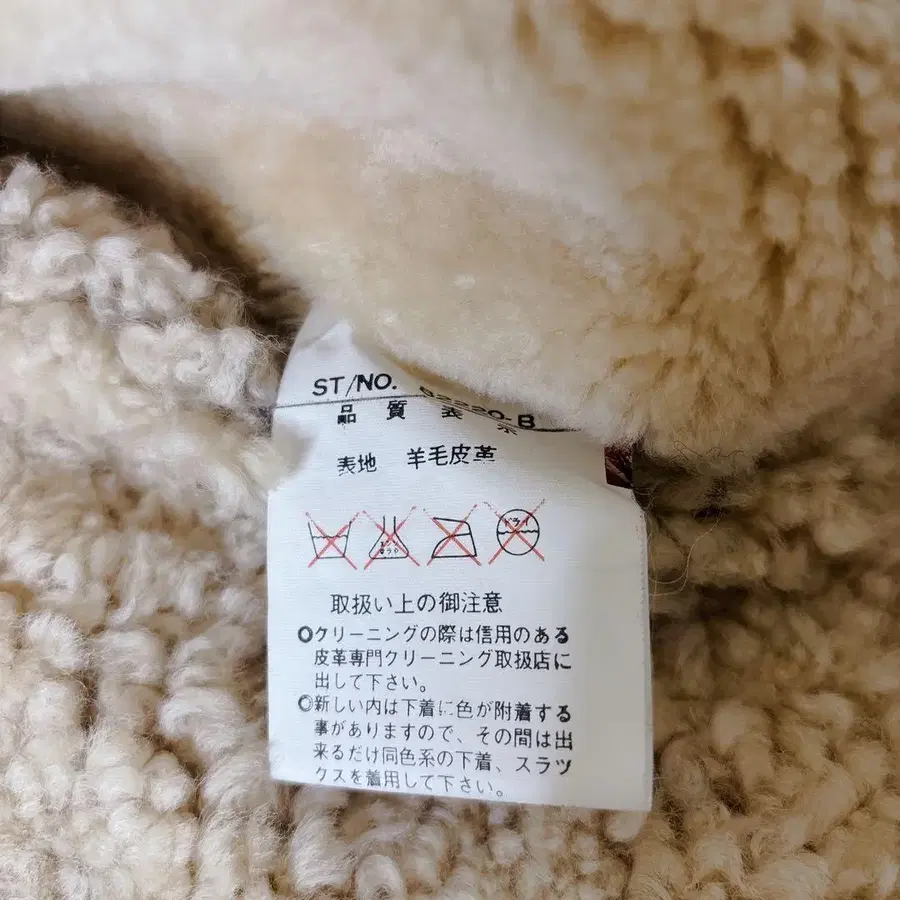 ST/NO. 62220-B
品質表示
表地 羊毛皮革
ドライ
取扱い上の御注意
◎クリーニングの際は信用のある
皮革専門クリーニング取扱店に
出して下さい。
◎新しい内は下着に色が附着する
事がありますので、その間は出
来るだけ同色系の下着、スラッ
クスを着用して下さい。